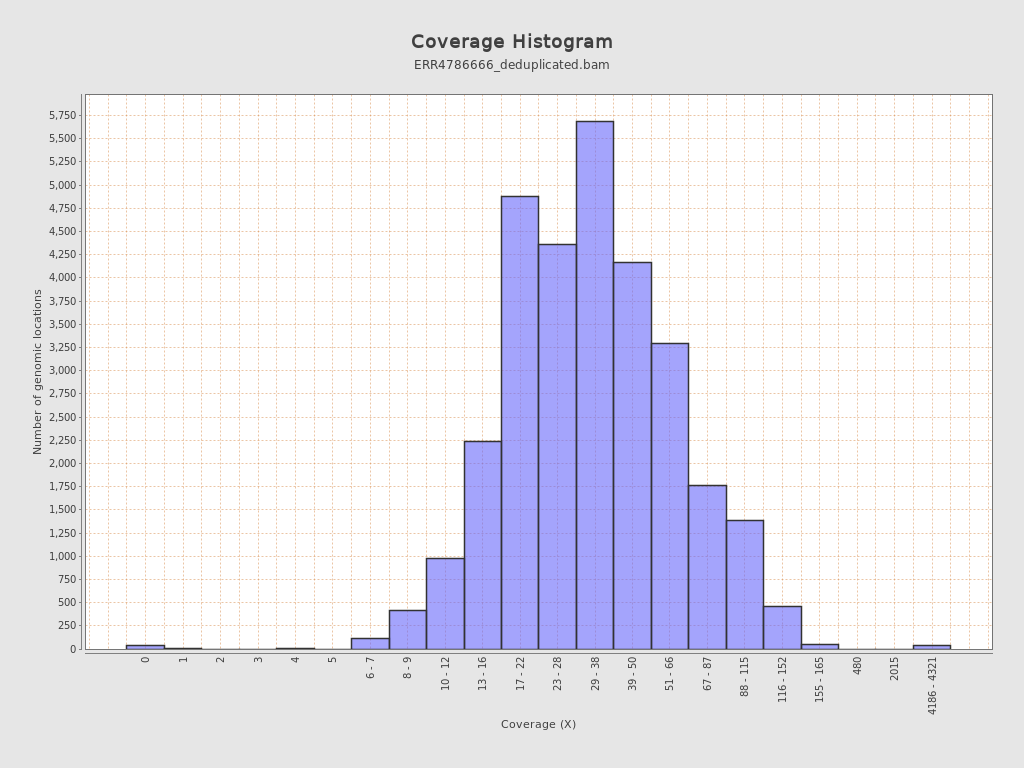 Coverage Histogram
ERR4786666_deduplicated.bam
Number of genomic locations
5,750
5,500
5,250
5,000
4,750
4,500
4,250
4,000
3,750
3,500
3,250
3,000
2,750
2,500
2,250
2,000
1,750
1,500
1,250
1,000
750
500
250
0
0
1
2
3
4
5
6 - 7
8 - 9
10 - 12
13 - 16
17 - 22
23 - 28
29 - 38
39 - 50
51 - 66
67 - 87
88 - 115
116 - 152
155 - 165
480
2015
4186 - 4321
Coverage (X)